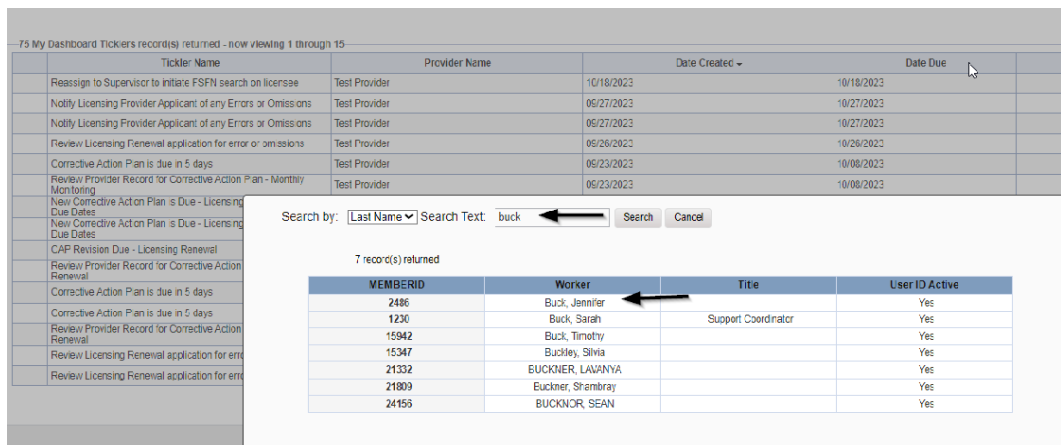 75 My Dashboard Ticklers record(s) returned - now viewing 1 through 15
Tickler Name Provider Name Date Created Date Due
Reassign to Supervisor to initiate FSFN search on licensee Test Provider 10/18/2023 10/18/2023
Notify Licensing Provider Applicant of any Errors or Omissions Test Provider 09/27/2023 10/27/2023
Notify Licensing Provider Applicant of any Errors or Omissions Test Provider 09/27/2023 10/27/2023
Review Licensing Renewal application for error or omissions Test Provider 09/26/2023 10/26/2023
Corrective Action Plan is due in 5 days Test Provider 09/23/2023 10/08/2023
Review Provider Record for Corrective Action Plan - Monthly
Monitoring Test Provider 09/23/2023 10/08/2023
New Corrective Action Plan is Due - Licensing
Due Dates
New Corrective Action Plan is Due - Licensing
Due Dates
CAP Revision Due - Licensing Renewal
Review Provider Record for Corrective Action
Renewal
Corrective Action Plan is due in 5 days
Corrective Action Plan is due in 5 days
Review Provider Record for Corrective Action
Renewal
Review Licensing Renewal application for erro
Review Licensing Renewal application for erro
Search by: Last Name Search Text: buck Search Cancel
7 record(s) returned
MEMBERID Worker Title User ID Active
2486 Buck, Jennifer Yes
1230 Buck, Sarah Support Coordinator Yes
15942 Buck, Timothy Yes
15347 Buckley, Silvia Yes
21332 BUCKNER, LAVANYA Yes
21809 Buckner, Shambray Yes
24156 BUCKNOR, SEAN Yes